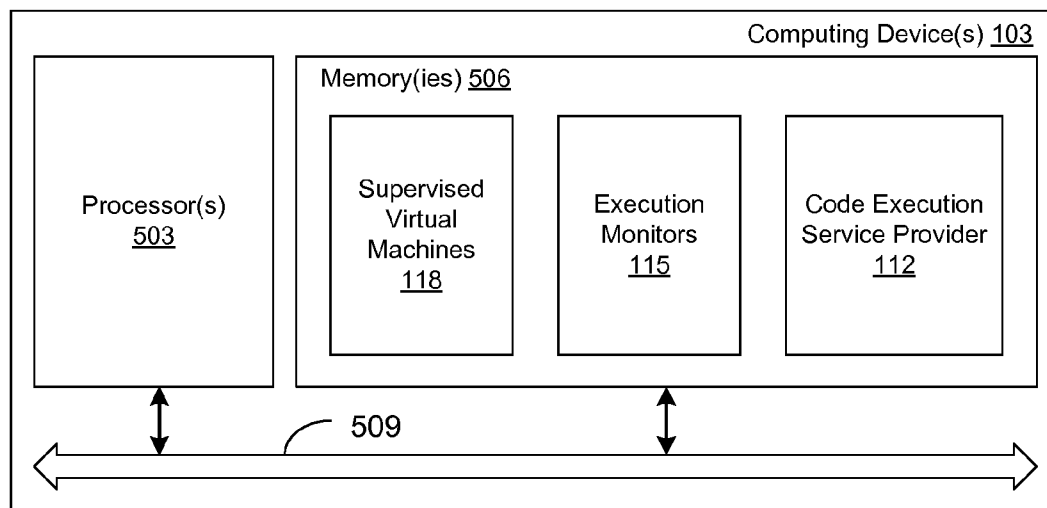 Computing Device(s) 103
Memory(ies) 506
Processor(s)
503
Supervised
Virtual
Machines
118
Execution
Monitors
115
Code Execution
Service Provider
112
509